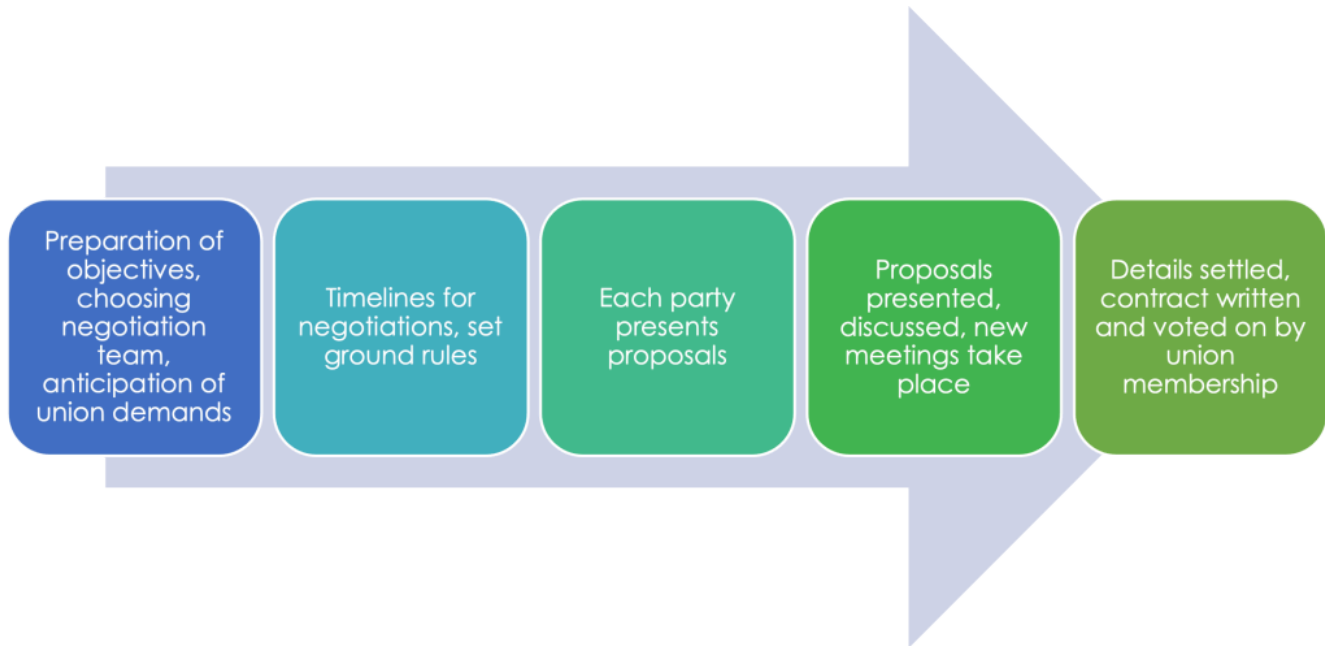 Preparation of
objectives,
choosing
negotiation
team,
anticipation of
union demands
Timelines for
negotiations, set
ground rules
Each party
presents
proposals
Proposals
presented,
discussed, new
meetings take
place
Details settled,
contract written
and voted on by
union
membership